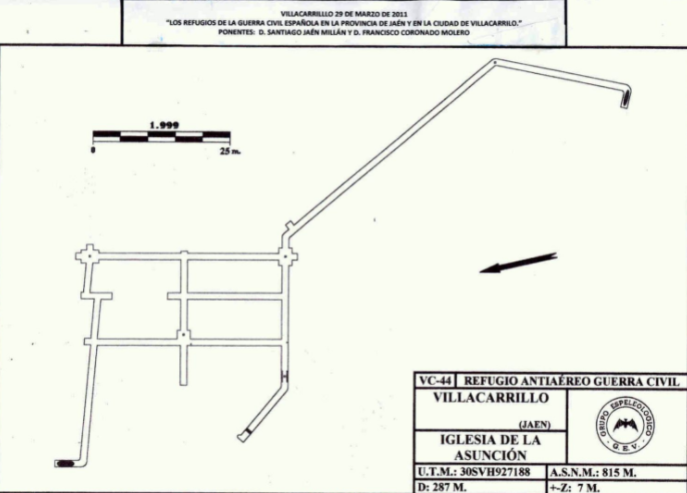 VILLACARRILLLO 29 DE MARZO DE 2011
"LOS REFUGIOS DE LA GUERRA CIVIL ESPAÑOLA EN LA PROVINCIA DE JAÉN Y EN LA CIUDAD DE VILLACARRILO."
PONENTES: D. SANTIAGO JAÉN MILLÁN Y D. FRANCISCO CORONADO MOLERO
1.999
0 25 m.
VC-44 REFUGIO ANTIAÉREO GUERRA CIVIL
VILLACARRILLO
(JAEN)
GRUPO ESPELEOLOGICO
· G.E.V. ·
IGLESIA DE LA
ASUNCIÓN
U.T.M.: 30SVH927188 A.S.N.M.: 815 M.
D: 287 M. +-Z: 7 M.